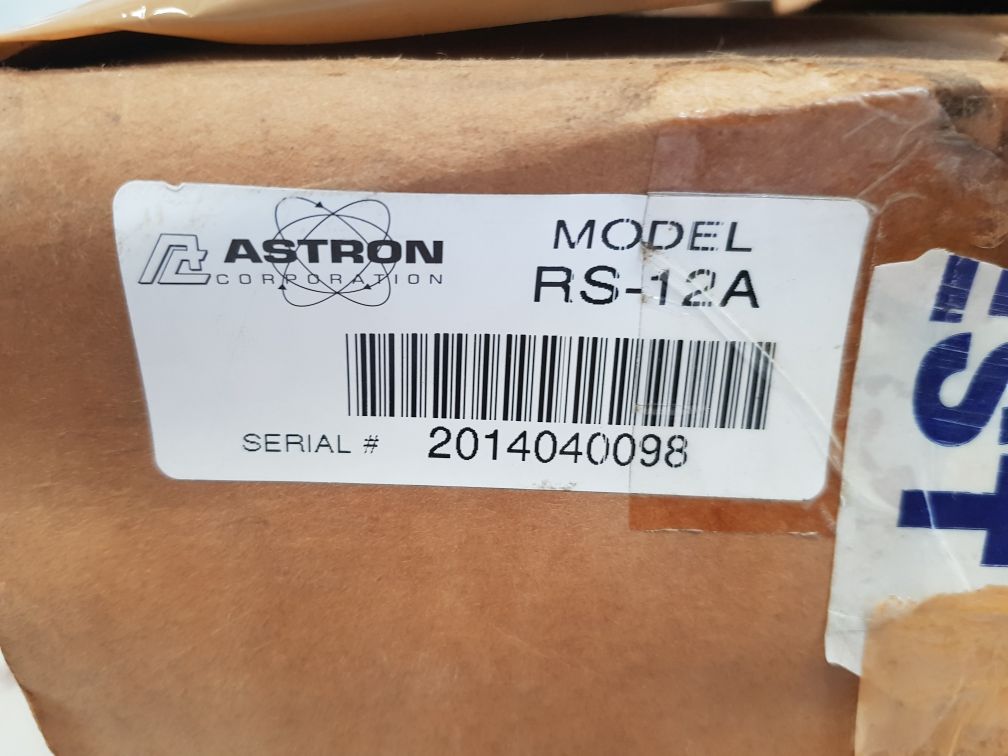 ASTRON
CORPORATION
MODEL
RS-12A
SERIAL # 2014040098